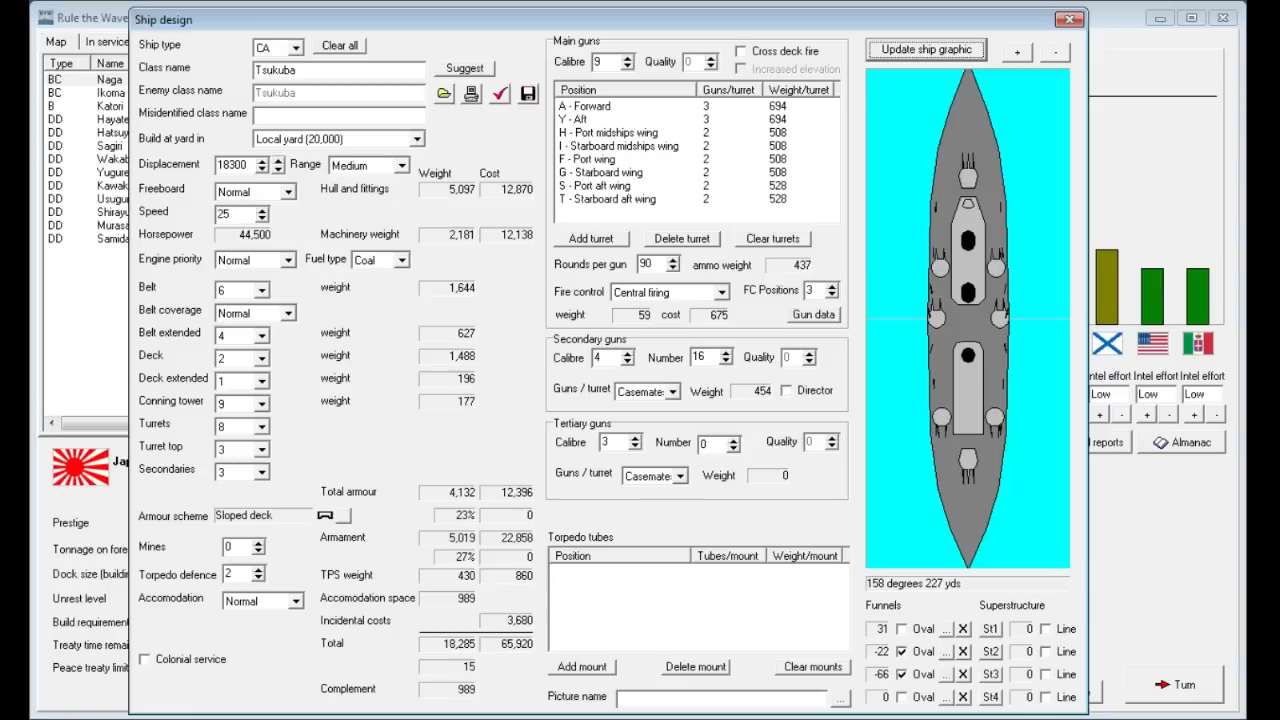 Rule the Wave
Ship design
Map
In service
Type
Name
BC
Naga
BC
Ikoma
B
Katori
DD
Hayate
DD
Hatsuy
DD
Sagiri
DD
Wakab
DD
Yugure
DD
Kawak
DD
Usugur
DD
Shirayu
DD
Murasa
DD
Samida
Jap
Prestige
Tonnage on fore
Dock size (buildin
Unrest level
Build requirement
Treaty time remai
Peace treaty limit
Ship type
CA
Clear all
Class name
Tsukuba
Suggest
Enemy class name
Tsukuba
Misidentified class name
Build at yard in
Local yard (20,000)
Displacement
18300
Range
Medium
Weight
Cost
Freeboard
Normal
Hull and fittings
5,097
12,870
Speed
25
Horsepower
44,500
Machinery weight
2,181
12,138
Engine priority
Normal
Fuel type
Coal
Belt
6
weight
1,644
Belt coverage
Normal
Belt extended
4
weight
627
Deck
2
weight
1,488
Deck extended
1
weight
196
Conning tower
9
weight
177
Turrets
8
Turret top
3
Secondaries
3
Total armour
4,132
12,396
Armour scheme
Sloped deck
23%
0
Mines
0
Armament
5,019
22,858
27%
0
Torpedo defence
2
TPS weight
430
860
Accomodation
Normal
Accomodation space
989
Incidental costs
3,680
Total
18,285
65,920
Colonial service
15
Complement
989
Main guns
Calibre
9
Quality
0
Cross deck fire
Increased elevation
Position
Guns/turret
Weight/turret
A - Forward
3
694
Y - Aft
3
694
H - Port midships wing
2
508
I - Starboard midships wing
2
508
F - Port wing
2
508
G - Starboard wing
2
508
S - Port aft wing
2
528
T - Starboard aft wing
2
528
Add turret
Delete turret
Clear turrets
Rounds per gun
90
ammo weight
437
Fire control
Central firing
FC Positions
3
weight
59
cost
675
Gun data
Secondary guns
Calibre
4
Number
16
Quality
0
Guns / turret
Casemate:
Weight
454
Director
Tertiary guns
Calibre
3
Number
0
Quality
0
Guns / turret
Casemate:
Weight
0
Torpedo tubes
Position
Tubes/mount
Weight/mount
Add mount
Delete mount
Clear mounts
Picture name
...
Update ship graphic
+
-
158 degrees 227 yds
Funnels
Superstructure
31
Oval
...
X
St1
0
Line
-22
Oval
...
X
St2
0
Line
-66
Oval
...
X
St3
0
Line
0
Oval
...
X
St4
0
Line
Intel effort
Intel effort
Intel effort
Low
Low
Low
+
-
+
-
+
-
reports
Almanac
Turn